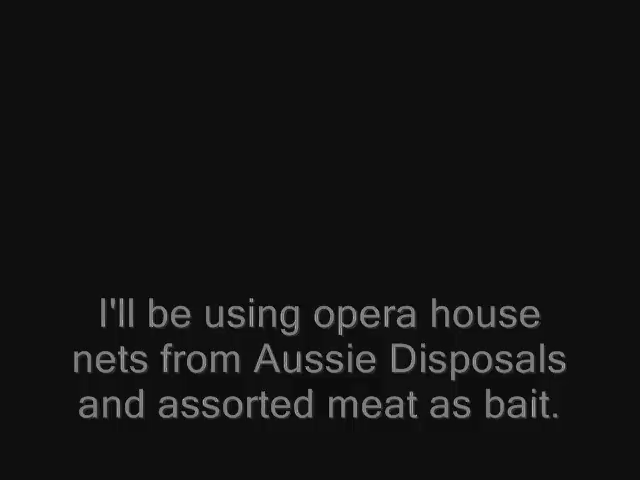 I'll be using opera house
nets from Aussie Disposals
and assorted meat as bait.